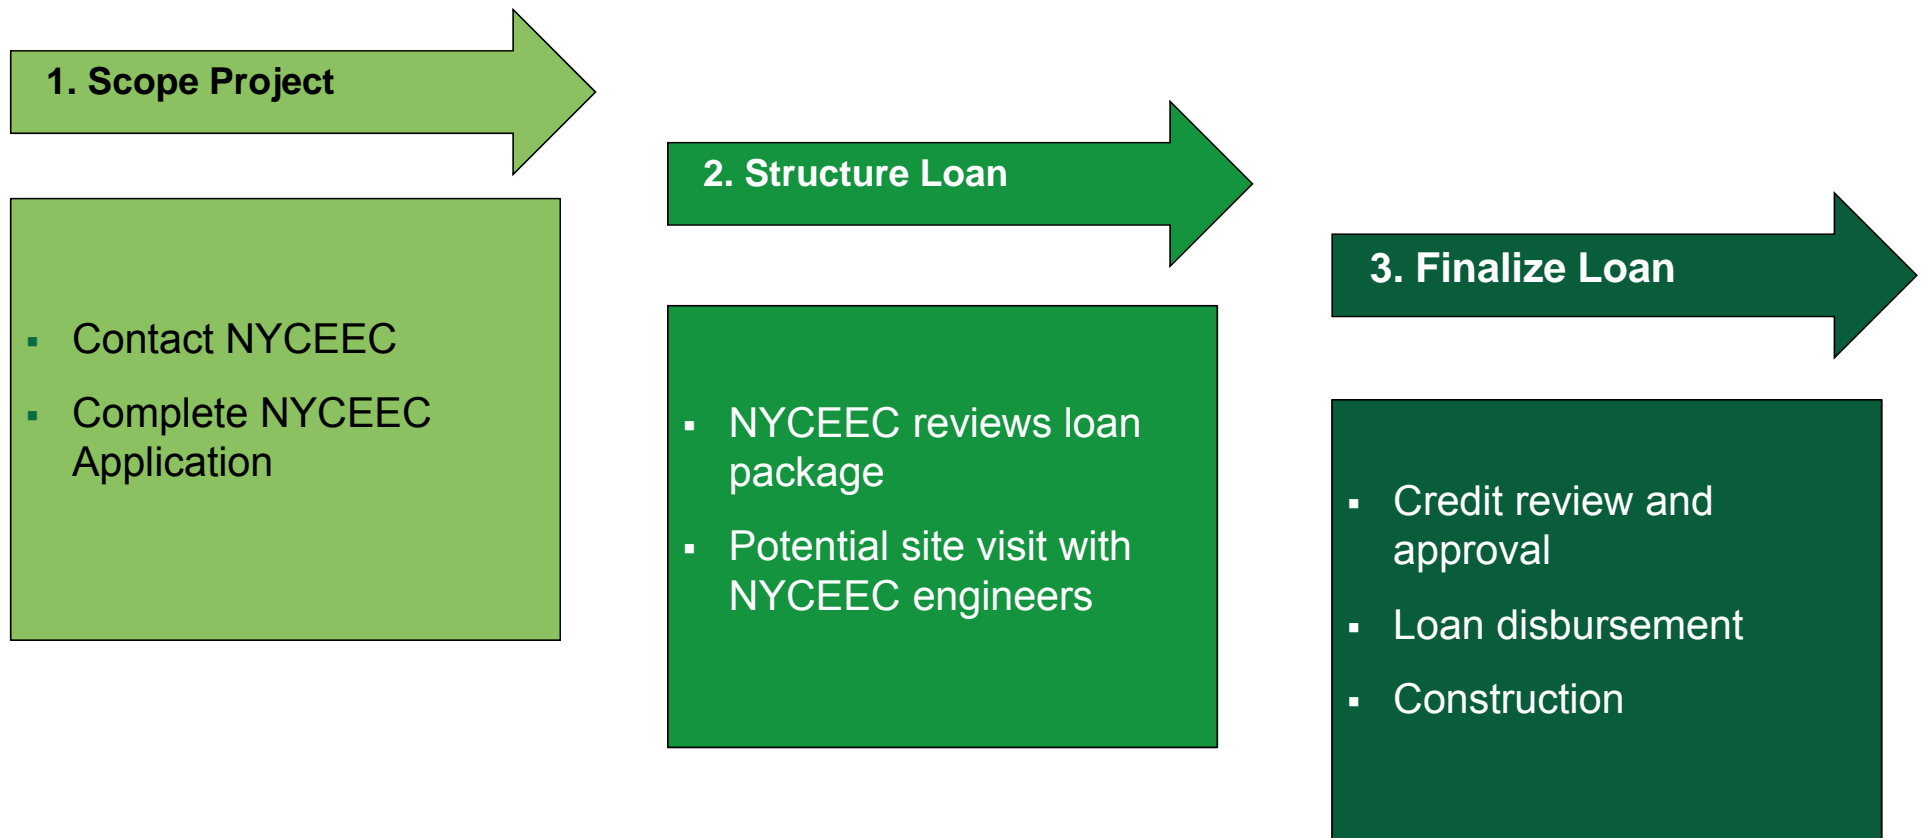 1. Scope Project
Contact NYCEEC
Complete NYCEEC
Application
2. Structure Loan
NYCEEC reviews loan
package
Potential site visit with
NYCEEC engineers
3. Finalize Loan
Credit review and
approval
Loan disbursement
Construction